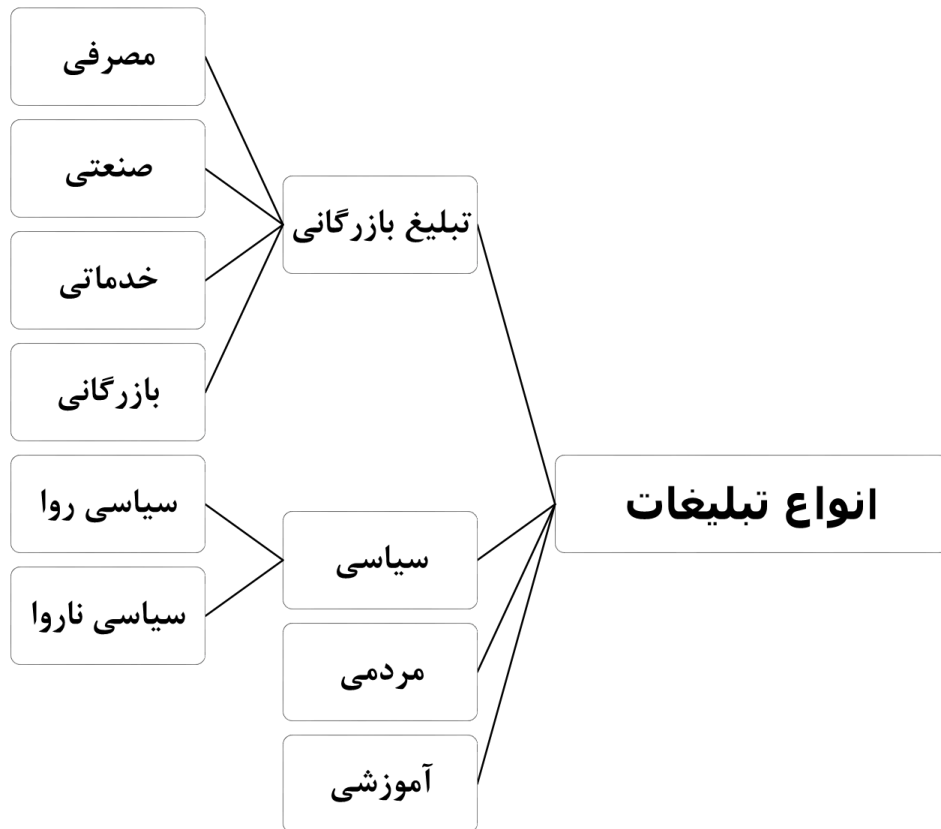 انواع تبلیغات
تبلیغ بازرگانی
مصرفی
صنعتی
خدماتی
بازرگانی
سیاسی
سیاسی روا
سیاسی ناروا
مردمی
آموزشی